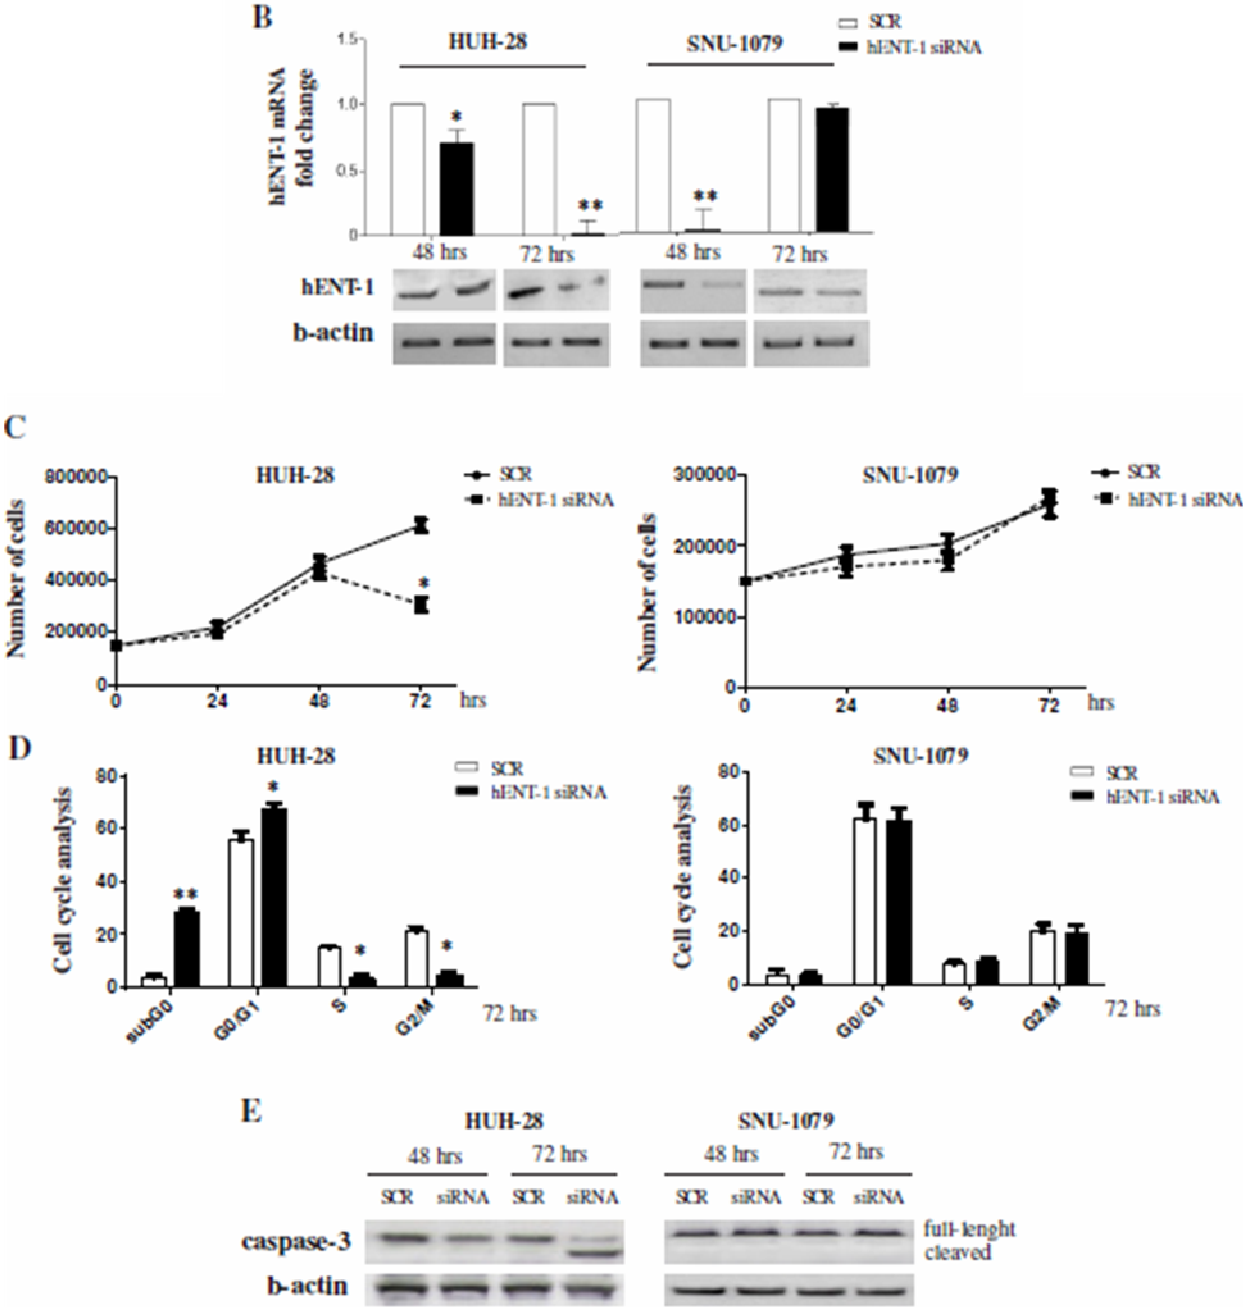 B
HUH-28
SNU-1079
SCR
hENT-1 siRNA
hENT-1 mRNA
fold change
1.5
1.0
0.5
0
*
**
**
48 hrs
72 hrs
48 hrs
72 hrs
hENT-1
b-actin
C
HUH-28
SCR
hENT-1 siRNA
Number of cells
800000
600000
400000
200000
0
*
0
24
48
72
hrs
SNU-1079
SCR
hENT-1 siRNA
Number of cells
300000
200000
100000
0
0
24
48
72
hrs
D
HUH-28
SCR
hENT-1 siRNA
Cell cycle analysis
80
60
40
20
0
**
*
*
*
subG0
G0/G1
S
G2/M
72 hrs
SNU-1079
SCR
hENT-1 siRNA
Cell cycle analysis
80
60
40
20
0
subG0
G0/G1
S
G2/M
72 hrs
E
HUH-28
SNU-1079
48 hrs
72 hrs
48 hrs
72 hrs
SCR siRNA SCR siRNA
SCR siRNA SCR siRNA
caspase-3
full-lenght
cleaved
b-actin